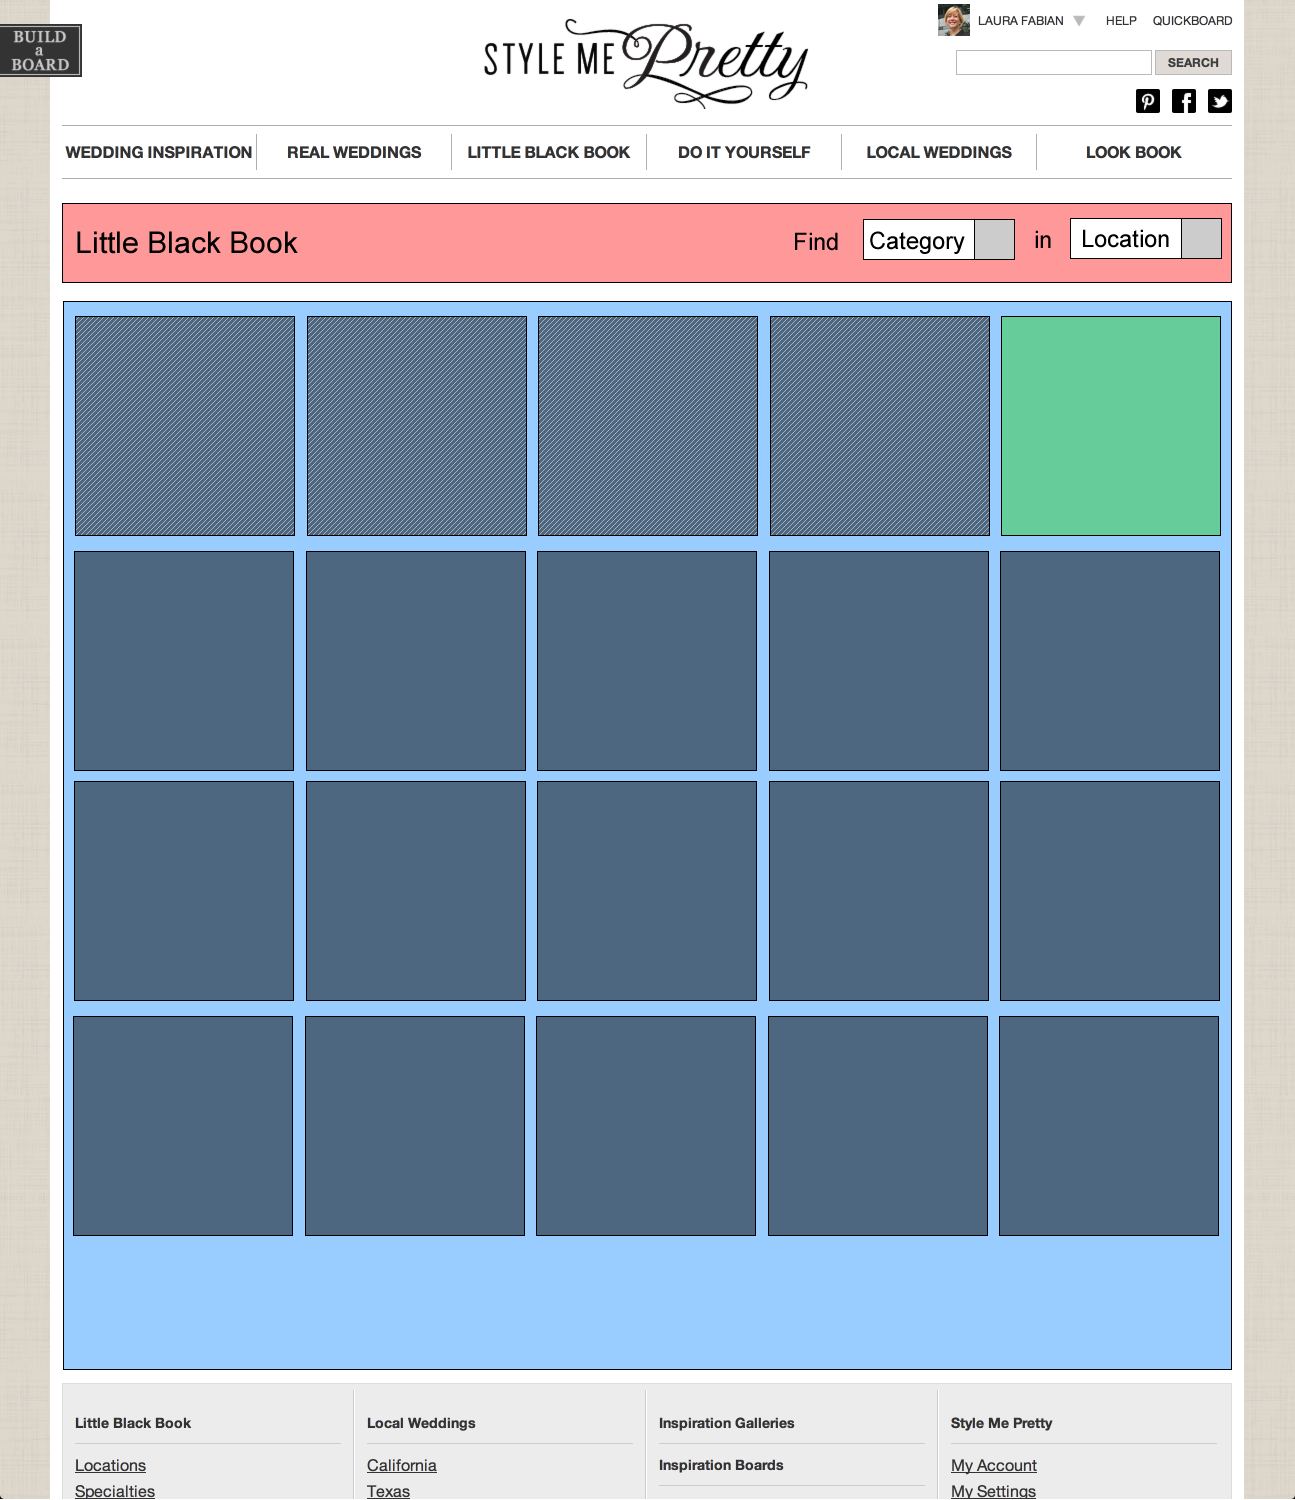 BUILD
a
BOARD
STYLE ME Pretty
LAURA FABIAN HELP QUICKBOARD
SEARCH
WEDDING INSPIRATION REAL WEDDINGS LITTLE BLACK BOOK DO IT YOURSELF LOCAL WEDDINGS LOOK BOOK
Little Black Book Find Category in Location
Little Black Book Local Weddings Inspiration Galleries Style Me Pretty
Locations California Inspiration Boards My Account
Specialties Texas My Settings